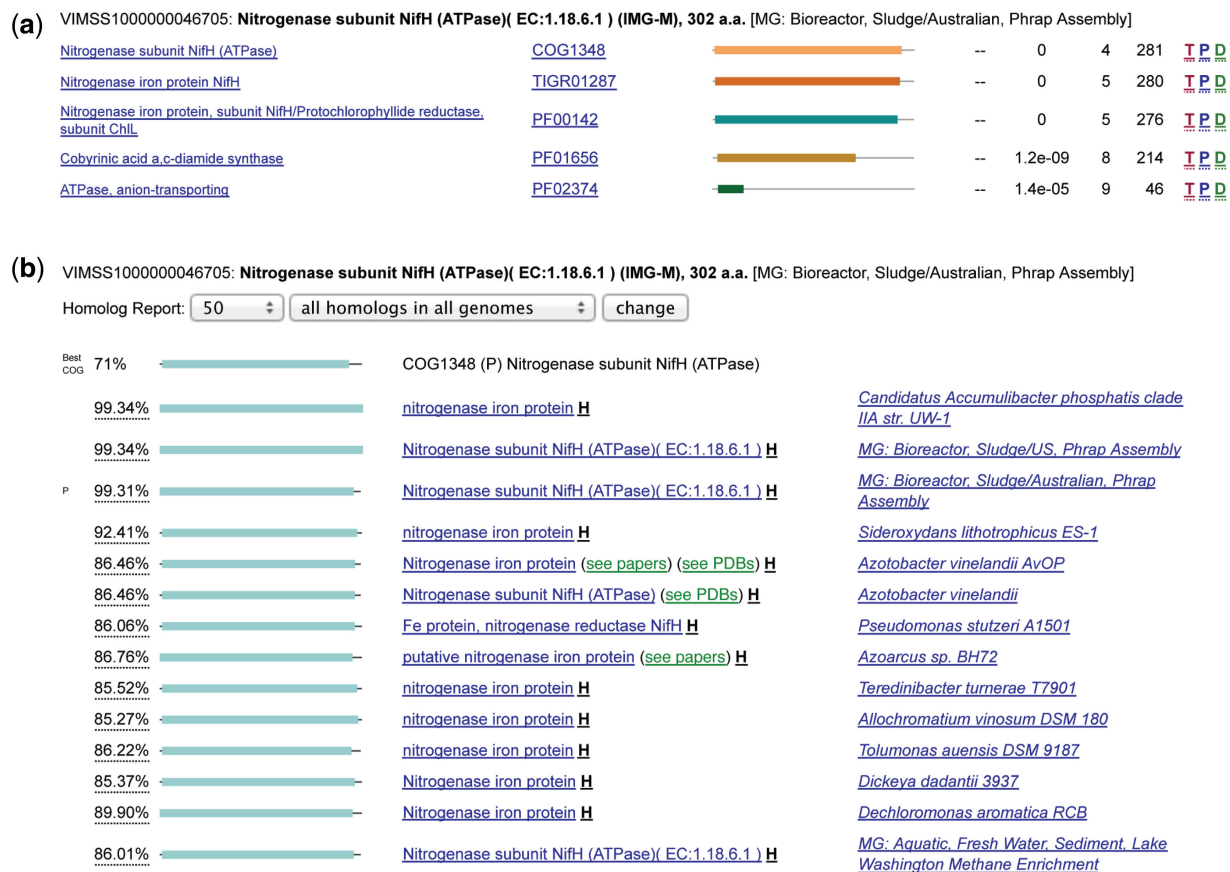 (a) VIMSS1000000046705: Nitrogenase subunit NifH (ATPase)( EC:1.18.6.1 ) (IMG-M), 302 a.a. [MG: Bioreactor, Sludge/Australian, Phrap Assembly]
Nitrogenase subunit NifH (ATPase) COG1348 -- 0 4 281 T P D
Nitrogenase iron protein NifH TIGR01287 -- 0 5 280 T P D
Nitrogenase iron protein, subunit NifH/Protochlorophyllide reductase,
subunit ChlL PF00142 -- 0 5 276 T P D
Cobyrinic acid a,c-diamide synthase PF01656 -- 1.2e-09 8 214 T P D
ATPase, anion-transporting PF02374 -- 1.4e-05 9 46 T P D
(b) VIMSS1000000046705: Nitrogenase subunit NifH (ATPase)( EC:1.18.6.1 ) (IMG-M), 302 a.a. [MG: Bioreactor, Sludge/Australian, Phrap Assembly]
Homolog Report: 50 all homologs in all genomes change
Best
COG 71% COG1348 (P) Nitrogenase subunit NifH (ATPase)
99.34% nitrogenase iron protein H Candidatus Accumulibacter phosphatis clade
IIA str. UW-1
99.34% Nitrogenase subunit NifH (ATPase)( EC:1.18.6.1 ) H MG: Bioreactor, Sludge/US, Phrap Assembly
P 99.31% Nitrogenase subunit NifH (ATPase)( EC:1.18.6.1 ) H MG: Bioreactor, Sludge/Australian, Phrap
Assembly
92.41% nitrogenase iron protein H Sideroxydans lithotrophicus ES-1
86.46% Nitrogenase iron protein (see papers) (see PDBs) H Azotobacter vinelandii AvOP
86.46% Nitrogenase subunit NifH (ATPase) (see PDBs) H Azotobacter vinelandii
86.06% Fe protein, nitrogenase reductase NifH H Pseudomonas stutzeri A1501
86.76% putative nitrogenase iron protein (see papers) H Azoarcus sp. BH72
85.52% nitrogenase iron protein H Teredinibacter turnerae T7901
85.27% nitrogenase iron protein H Allochromatium vinosum DSM 180
86.22% nitrogenase iron protein H Tolumonas auensis DSM 9187
85.37% Nitrogenase iron protein H Dickeya dadantii 3937
89.90% Nitrogenase iron protein H Dechloromonas aromatica RCB
86.01% Nitrogenase subunit NifH (ATPase)( EC:1.18.6.1 ) H MG: Aquatic, Fresh Water, Sediment, Lake
Washington Methane Enrichment